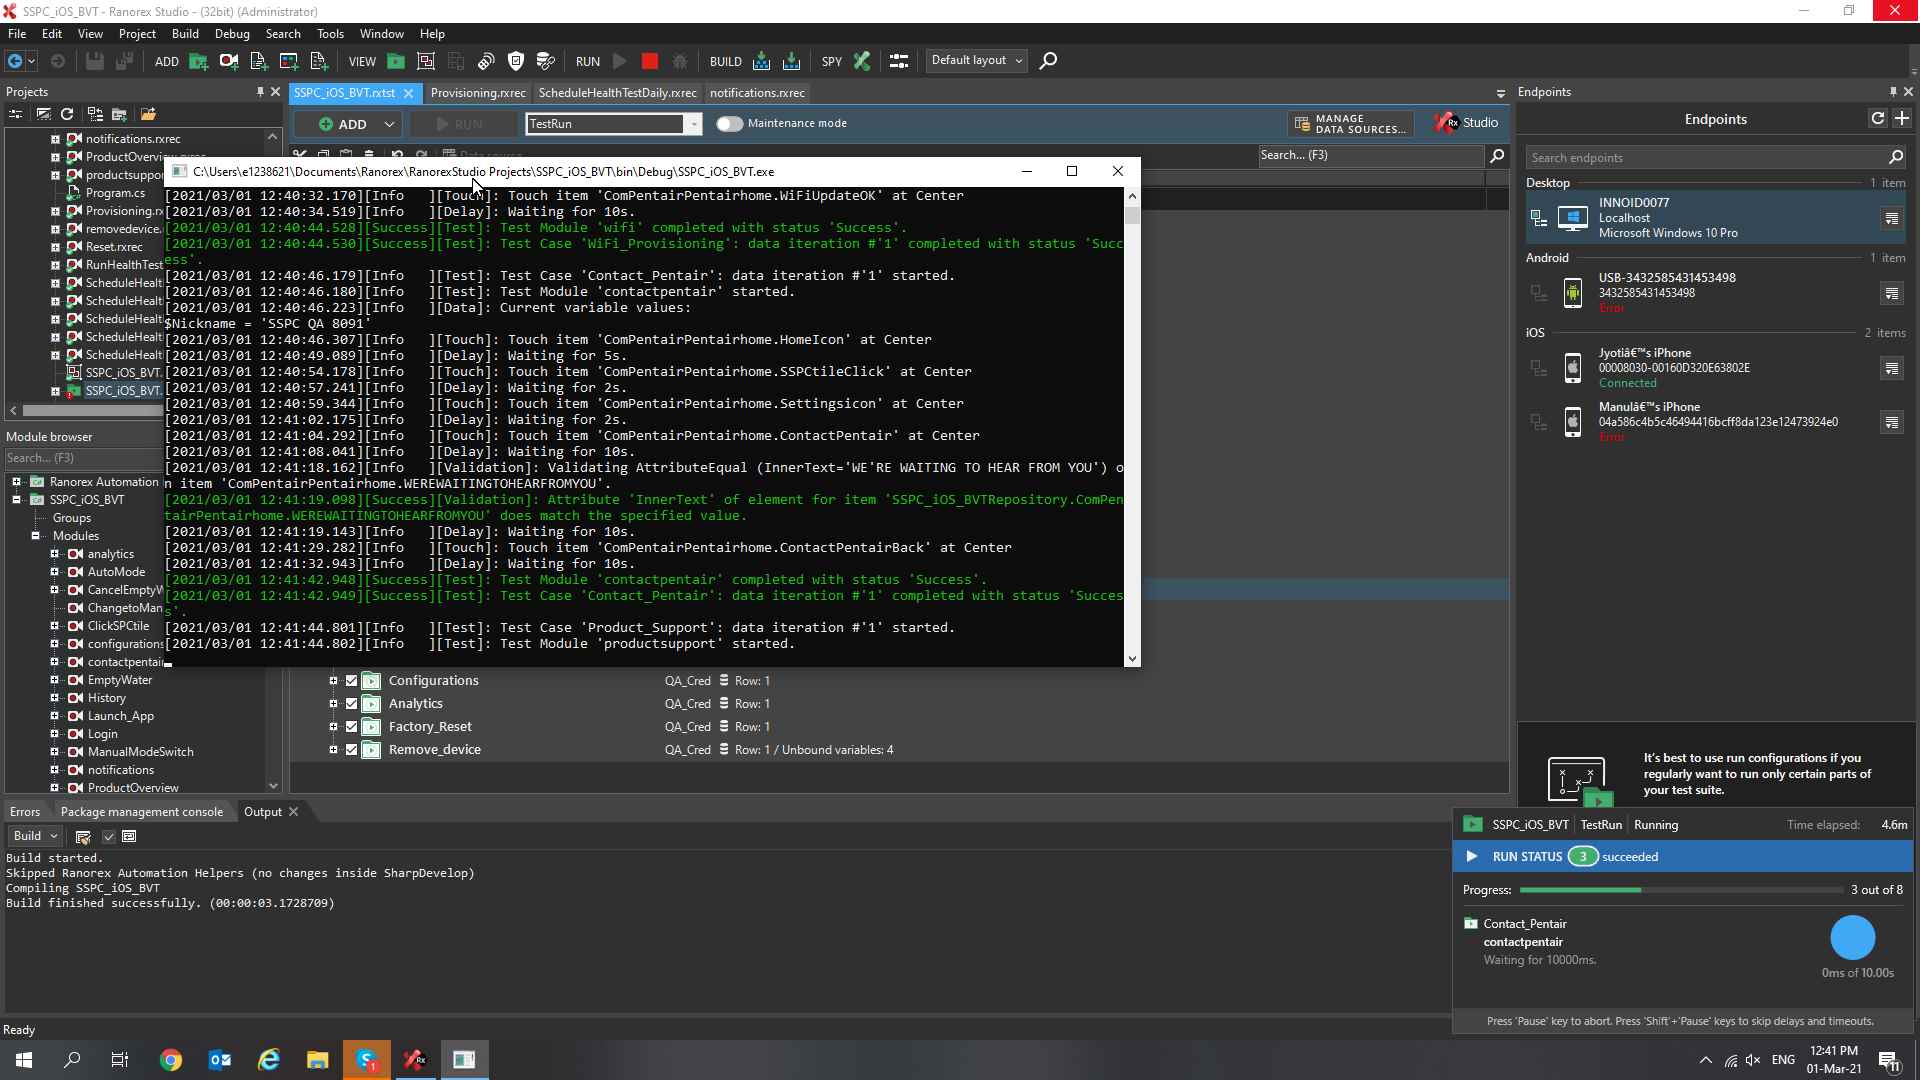 SSPC_iOS_BVT - Ranorex Studio - (32bit) (Administrator)
File Edit View Project Build Debug Search Tools Window Help
ADD VIEW RUN BUILD SPY Default layout
Projects
notifications.rxrec
productsuppor
Program.cs
Provisioning.rx
removedevice.
Reset.rxrec
RunHealthTest
ScheduleHealt
ScheduleHealt
ScheduleHealt
ScheduleHealt
ScheduleHealt
SSPC_iOS_BVT.
SSPC_iOS_BVT.
Module browser
Search... (F3)
Ranorex Automation
SSPC_iOS_BVT
Groups
Modules
analytics
AutoMode
CancelEmptyW
ChangetoMan
ClickSPCtile
configurations
contactpentair
EmptyWater
History
Launch_App
Login
ManualModeSwitch
notifications
ProductOverview
SSPC_iOS_BVT.rxtst Provisioning.rxrec ScheduleHealthTestDaily.rxrec notifications.rxrec
ADD RUN TestRun Maintenance mode MANAGE
DATA SOURCES... Rx Studio
Data source
Search... (F3)
C:\Users\e1238621\Documents\Ranorex\RanorexStudio Projects\SSPC_iOS_BVT\bin\Debug\SSPC_iOS_BVT.exe
[2021/03/01 12:40:32.170][Info   ][Touch]: Touch item 'ComPentairPentairhome.WiFiUpdateOK' at Center
[2021/03/01 12:40:34.519][Info   ][Delay]: Waiting for 10s.
[2021/03/01 12:40:44.528][Success][Test]: Test Module 'wifi' completed with status 'Success'.
[2021/03/01 12:40:44.530][Success][Test]: Test Case 'WiFi_Provisioning': data iteration #'1' completed with status 'Succ
ess'.
[2021/03/01 12:40:46.179][Info   ][Test]: Test Case 'Contact_Pentair': data iteration #'1' started.
[2021/03/01 12:40:46.180][Info   ][Test]: Test Module 'contactpentair' started.
[2021/03/01 12:40:46.223][Info   ][Data]: Current variable values:
$Nickname = 'SSPC QA 8091'
[2021/03/01 12:40:46.307][Info   ][Touch]: Touch item 'ComPentairPentairhome.HomeIcon' at Center
[2021/03/01 12:40:49.089][Info   ][Delay]: Waiting for 5s.
[2021/03/01 12:40:54.178][Info   ][Touch]: Touch item 'ComPentairPentairhome.SSPCtileClick' at Center
[2021/03/01 12:40:57.241][Info   ][Delay]: Waiting for 2s.
[2021/03/01 12:40:59.344][Info   ][Touch]: Touch item 'ComPentairPentairhome.Settingsicon' at Center
[2021/03/01 12:41:02.175][Info   ][Delay]: Waiting for 2s.
[2021/03/01 12:41:04.292][Info   ][Touch]: Touch item 'ComPentairPentairhome.ContactPentair' at Center
[2021/03/01 12:41:08.041][Info   ][Delay]: Waiting for 10s.
[2021/03/01 12:41:18.162][Info   ][Validation]: Validating AttributeEqual (InnerText='WE'RE WAITING TO HEAR FROM YOU') o
n item 'ComPentairPentairhome.WEREWAITINGTOHEARFROMYOU'.
[2021/03/01 12:41:19.098][Success][Validation]: Attribute 'InnerText' of element for item 'SSPC_iOS_BVTRepository.ComPen
tairPentairhome.WEREWAITINGTOHEARFROMYOU' does match the specified value.
[2021/03/01 12:41:19.143][Info   ][Delay]: Waiting for 10s.
[2021/03/01 12:41:29.282][Info   ][Touch]: Touch item 'ComPentairPentairhome.ContactPentairBack' at Center
[2021/03/01 12:41:32.943][Info   ][Delay]: Waiting for 10s.
[2021/03/01 12:41:42.948][Success][Test]: Test Module 'contactpentair' completed with status 'Success'.
[2021/03/01 12:41:42.949][Success][Test]: Test Case 'Contact_Pentair': data iteration #'1' completed with status 'Succes
s'.
[2021/03/01 12:41:44.801][Info   ][Test]: Test Case 'Product_Support': data iteration #'1' started.
[2021/03/01 12:41:44.802][Info   ][Test]: Test Module 'productsupport' started.
Configurations QA_Cred Row: 1
Analytics QA_Cred Row: 1
Factory_Reset QA_Cred Row: 1
Remove_device QA_Cred Row: 1 / Unbound variables: 4
Endpoints
Endpoints
Search endpoints
Desktop 1 item
INNOID0077
Localhost
Microsoft Windows 10 Pro
Android 1 item
USB-3432585431453498
3432585431453498
Error
iOS 2 items
Jyotiâ€™s iPhone
00008030-00160D320E63802E
Connected
Manulâ€™s iPhone
04a586c4b5c46494416bcff8da123e12473924e0
Error
It's best to use run configurations if you
regularly want to run only certain parts of
your test suite.
Errors Package management console Output
Build
Build started.
Skipped Ranorex Automation Helpers (no changes inside SharpDevelop)
Compiling SSPC_iOS_BVT
Build finished successfully. (00:00:03.1728709)
SSPC_iOS_BVT TestRun Running Time elapsed: 4.6m
RUN STATUS 3 succeeded
Progress: 3 out of 8
Contact_Pentair
contactpentair
Waiting for 10000ms.
0ms of 10.00s
Press 'Pause' key to abort. Press 'Shift'+'Pause' keys to skip delays and timeouts.
Ready
ENG 12:41 PM
01-Mar-21
11